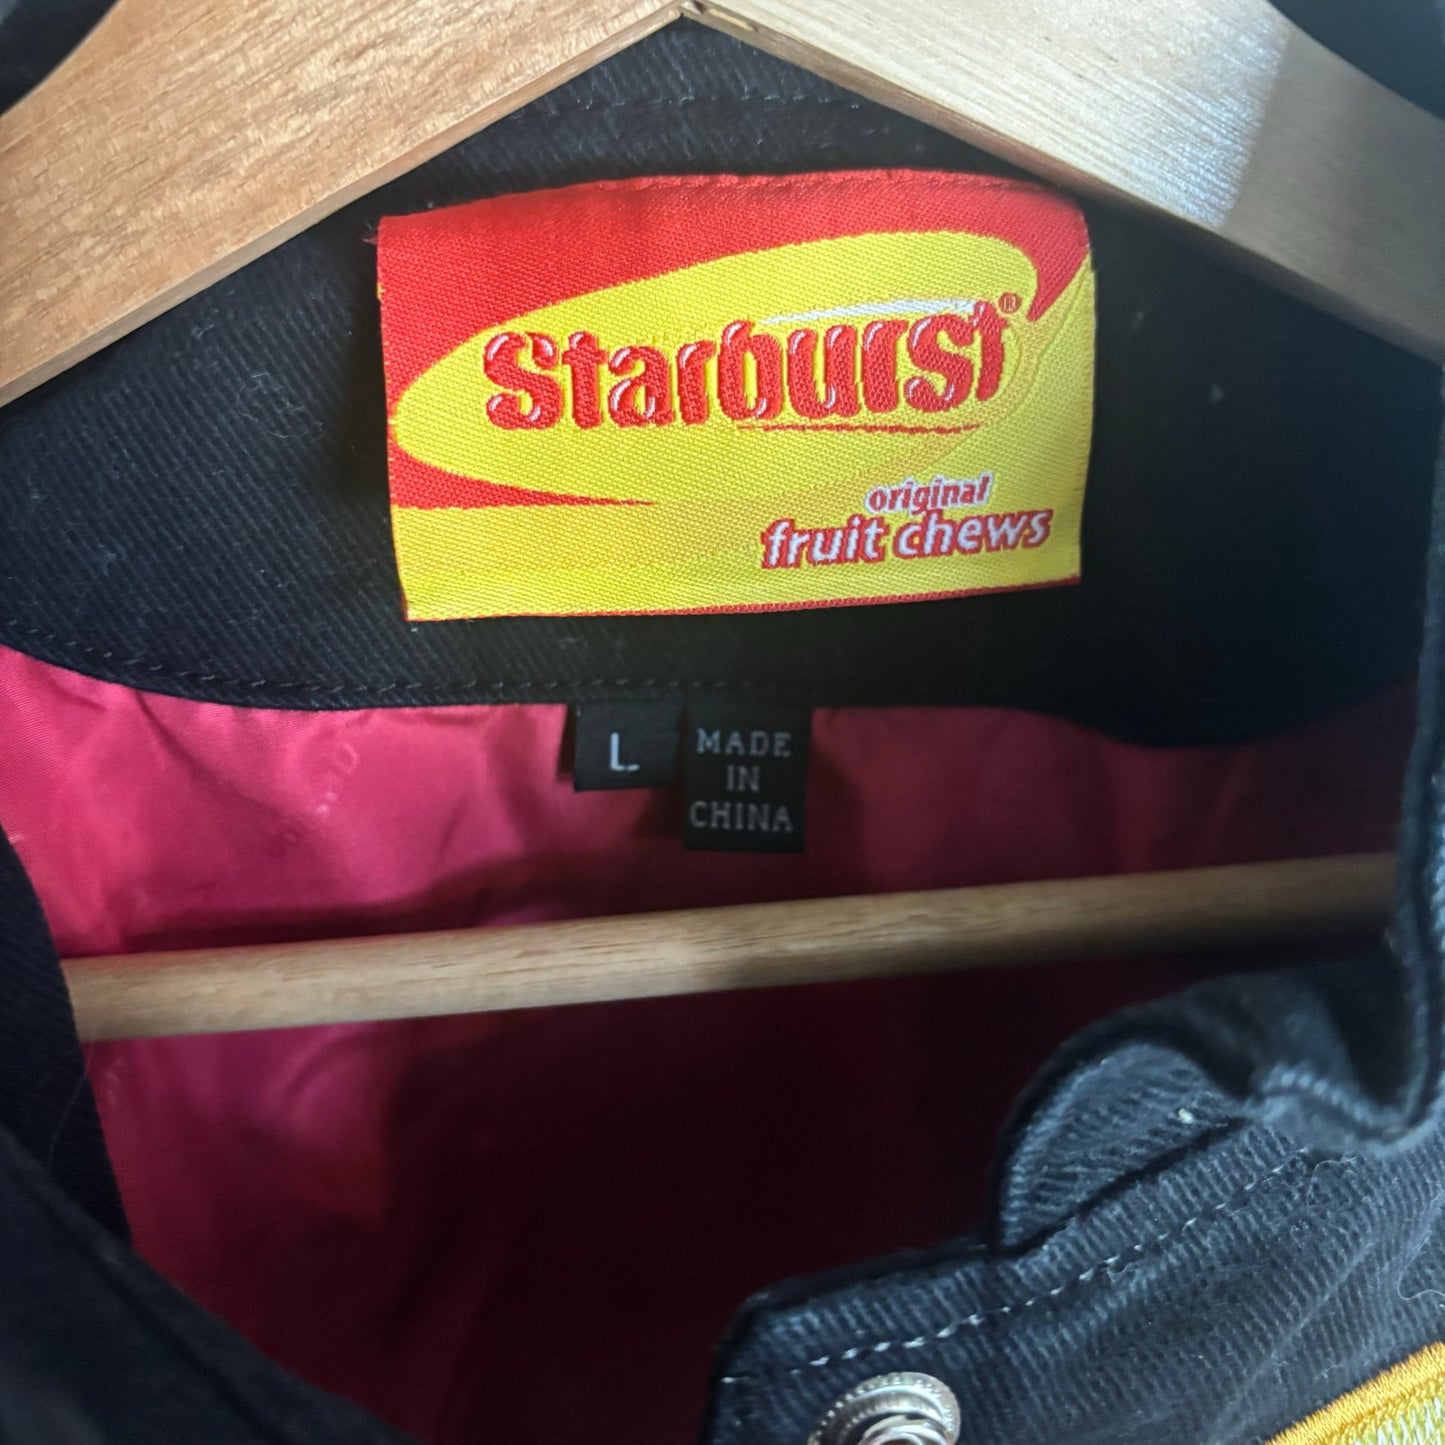 Starburst®
original
fruit chews
L
MADE
IN
CHINA